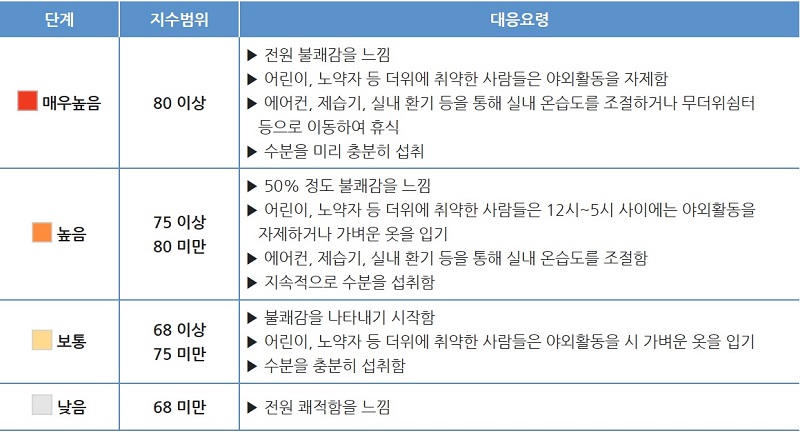 단계 지수범위 대응요령
매우높음 80 이상
▶ 전원 불쾌감을 느낌
▶ 어린이, 노약자 등 더위에 취약한 사람들은 야외활동을 자제함
▶ 에어컨, 제습기, 실내 환기 등을 통해 실내 온습도를 조절하거나 무더위쉼터
등으로 이동하여 휴식
▶ 수분을 미리 충분히 섭취
높음
75 이상
80 미만
▶ 50% 정도 불쾌감을 느낌
▶ 어린이, 노약자 등 더위에 취약한 사람들은 12시~5시 사이에는 야외활동을
자제하거나 가벼운 옷을 입기
▶ 에어컨, 제습기, 실내 환기 등을 통해 실내 온습도를 조절함
▶ 지속적으로 수분을 섭취함
보통
68 이상
75 미만
▶ 불쾌감을 나타내기 시작함
▶ 어린이, 노약자 등 더위에 취약한 사람들은 야외활동을 시 가벼운 옷을 입기
▶ 수분을 충분히 섭취함
낮음 68 미만
▶ 전원 쾌적함을 느낌